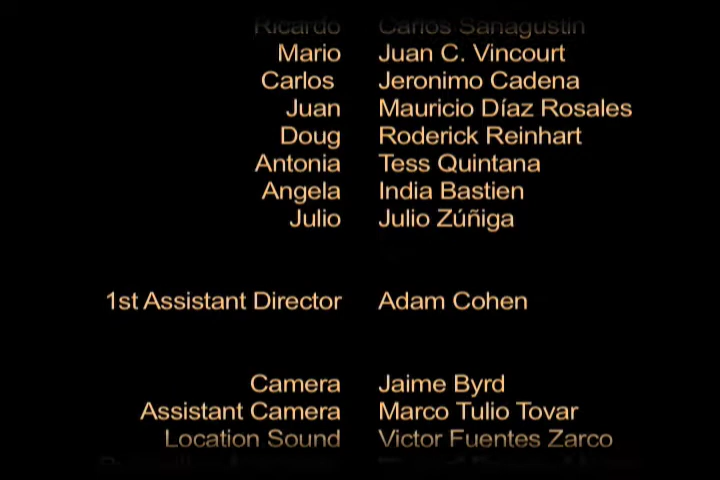 Ricardo Carlos Sanagustin
Mario Juan C. Vincourt
Carlos Jeronimo Cadena
Juan Mauricio Díaz Rosales
Doug Roderick Reinhart
Antonia Tess Quintana
Angela India Bastien
Julio Julio Zúñiga
1st Assistant Director Adam Cohen
Camera Jaime Byrd
Assistant Camera Marco Tulio Tovar
Location Sound Victor Fuentes Zarco